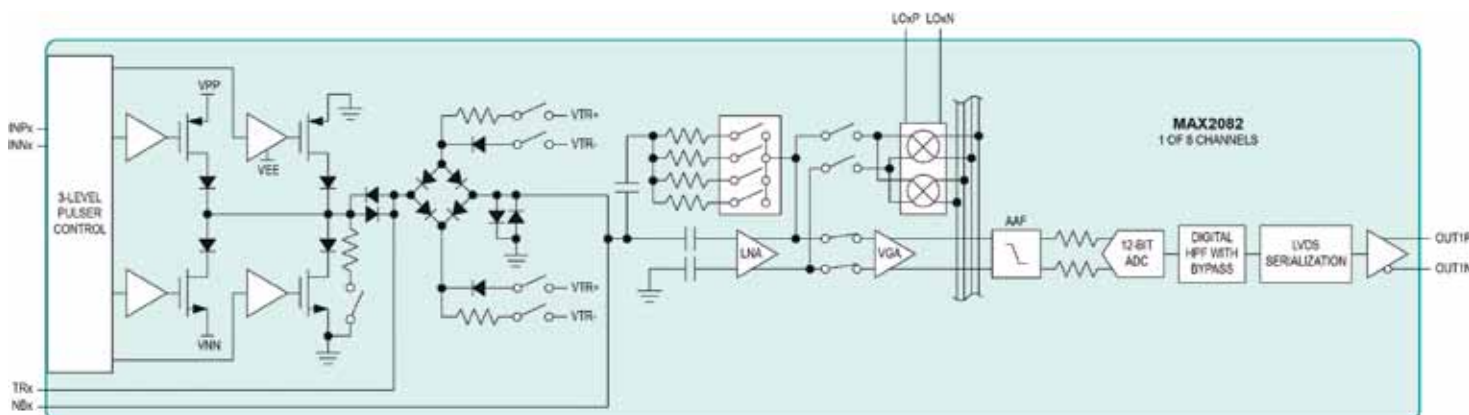 LOxP LOxN
VPP
VTR+
VTR-
INPx
INNx
VEE
3-LEVEL
PULSER
CONTROL
MAX2082
1 OF 8 CHANNELS
AAF
LNA
VGA
12-BIT
ADC
DIGITAL
HPF WITH
BYPASS
LVDS
SERIALIZATION
OUT1P
OUT1N
VTR+
VTR-
VNN
TRx
NBx